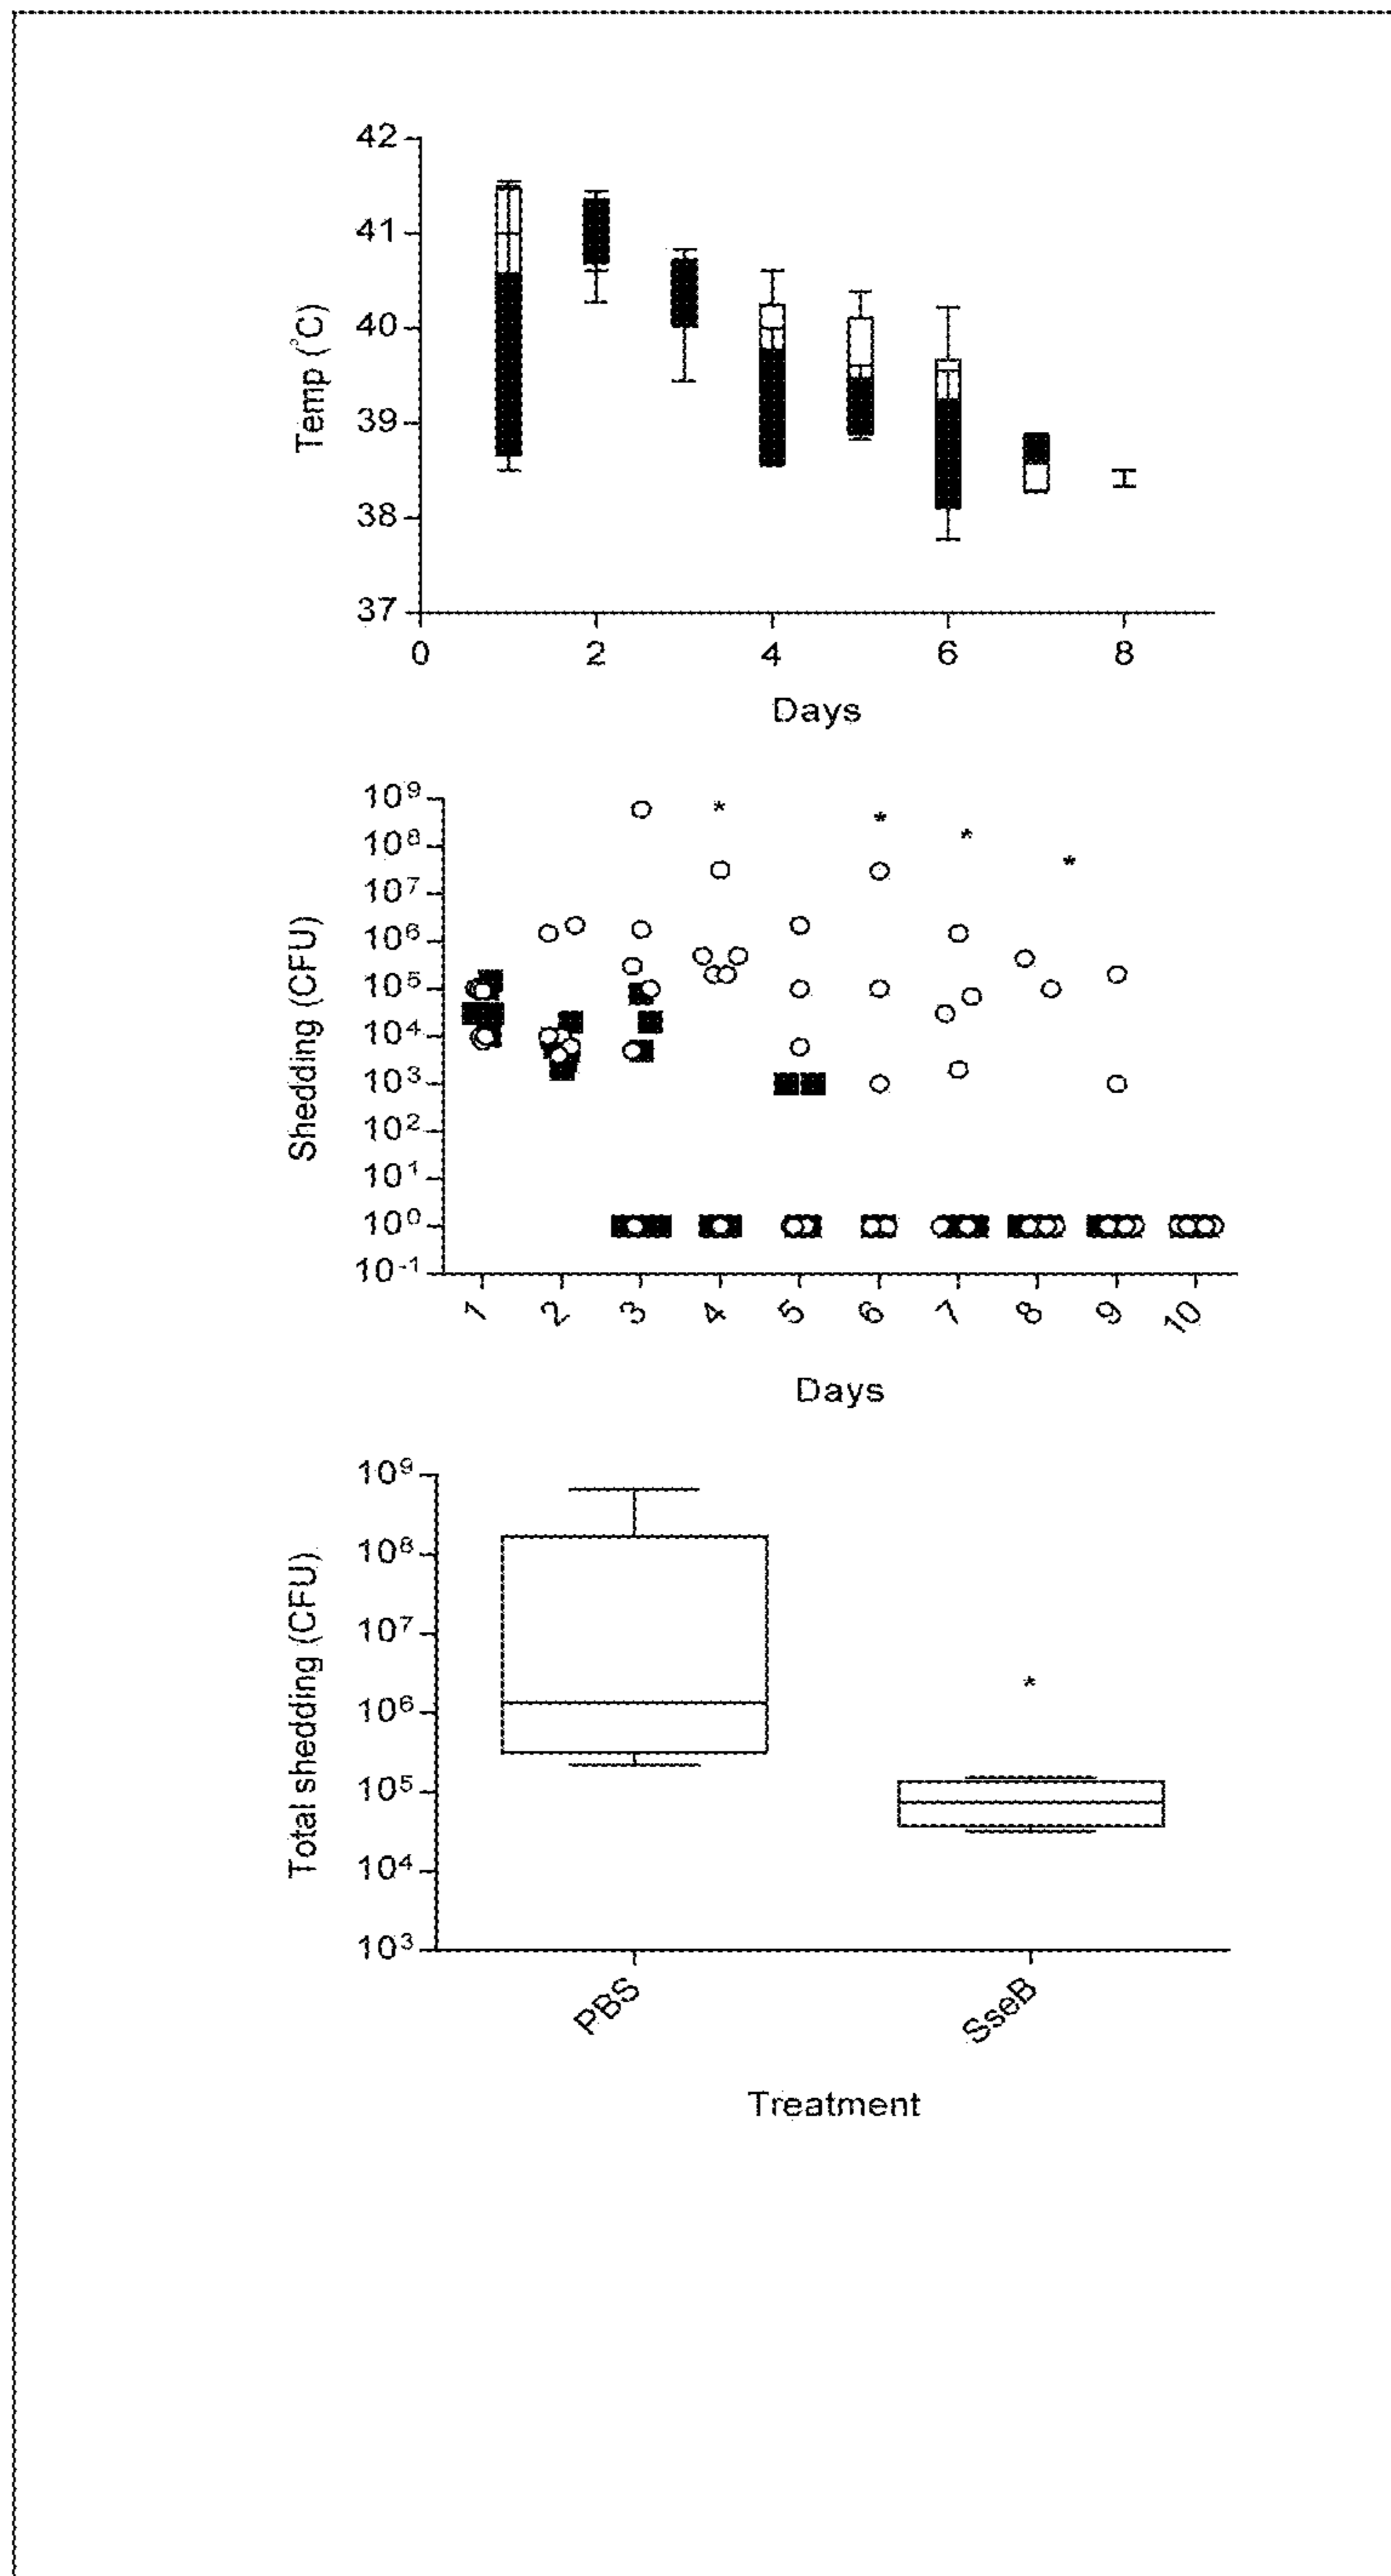 42
41
40
39
38
37
Temp (°C)
0 2 4 6 8
Days
10⁹
10⁸
10⁷
10⁶
10⁵
10⁴
10³
10²
10¹
10⁰
10⁻¹
Shedding (CFU)
* * * *
1 2 3 4 5 6 7 8 9 10
Days
10⁹
10⁸
10⁷
10⁶
10⁵
10⁴
10³
Total shedding (CFU)
*
PBS SseB
Treatment